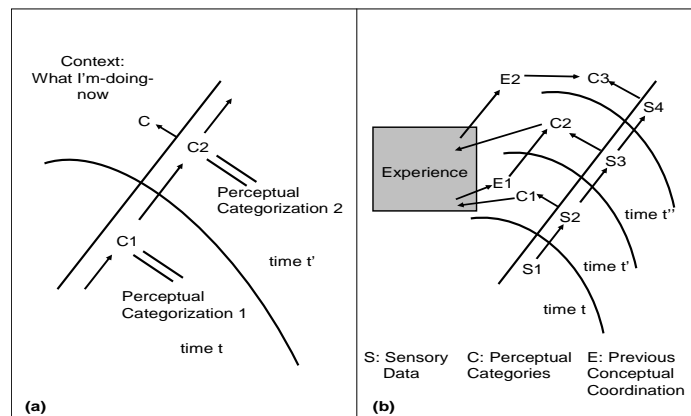 Context:
What I'm-doing-
now
C
C2
Perceptual
Categorization 2
C1
Perceptual
Categorization 1
time t'
time t
(a)
E2
C3
S4
C2
S3
Experience
E1
C1
S2
time t''
S1
time t'
time t
S: Sensory
Data
C: Perceptual
Categories
E: Previous
Conceptual
Coordination
(b)